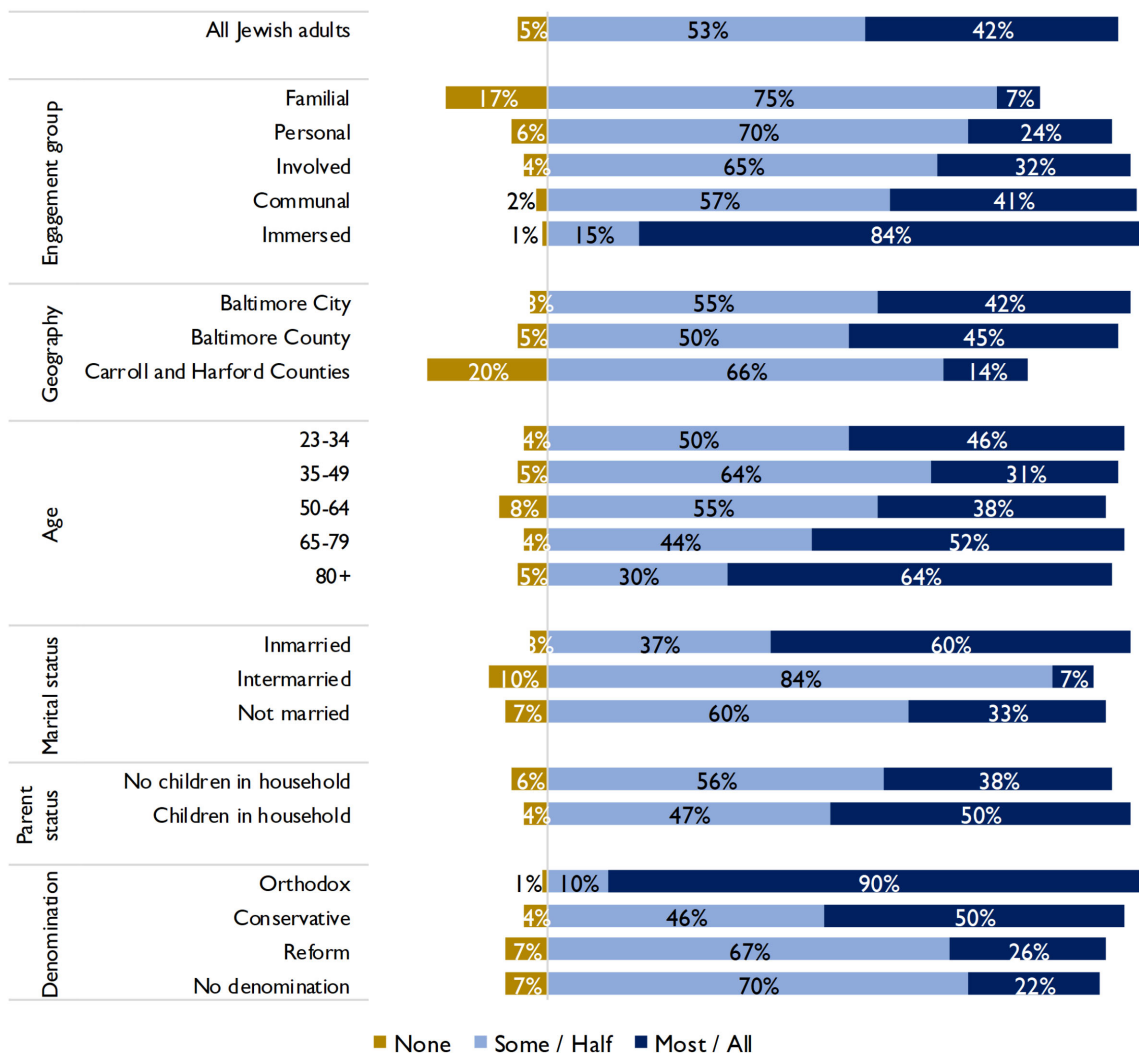 All Jewish adults 5% 53% 42%
Engagement group
Familial 17% 75% 7%
Personal 6% 70% 24%
Involved 4% 65% 32%
Communal 2% 57% 41%
Immersed 1% 15% 84%
Geography
Baltimore City 3% 55% 42%
Baltimore County 5% 50% 45%
Carroll and Harford Counties 20% 66% 14%
Age
23-34 4% 50% 46%
35-49 5% 64% 31%
50-64 8% 55% 38%
65-79 4% 44% 52%
80+ 5% 30% 64%
Marital status
Inmarried 3% 37% 60%
Intermarried 10% 84% 7%
Not married 7% 60% 33%
Parent
status
No children in household 6% 56% 38%
Children in household 4% 47% 50%
Denomination
Orthodox 1% 10% 90%
Conservative 4% 46% 50%
Reform 7% 67% 26%
No denomination 7% 70% 22%
None Some / Half Most / All